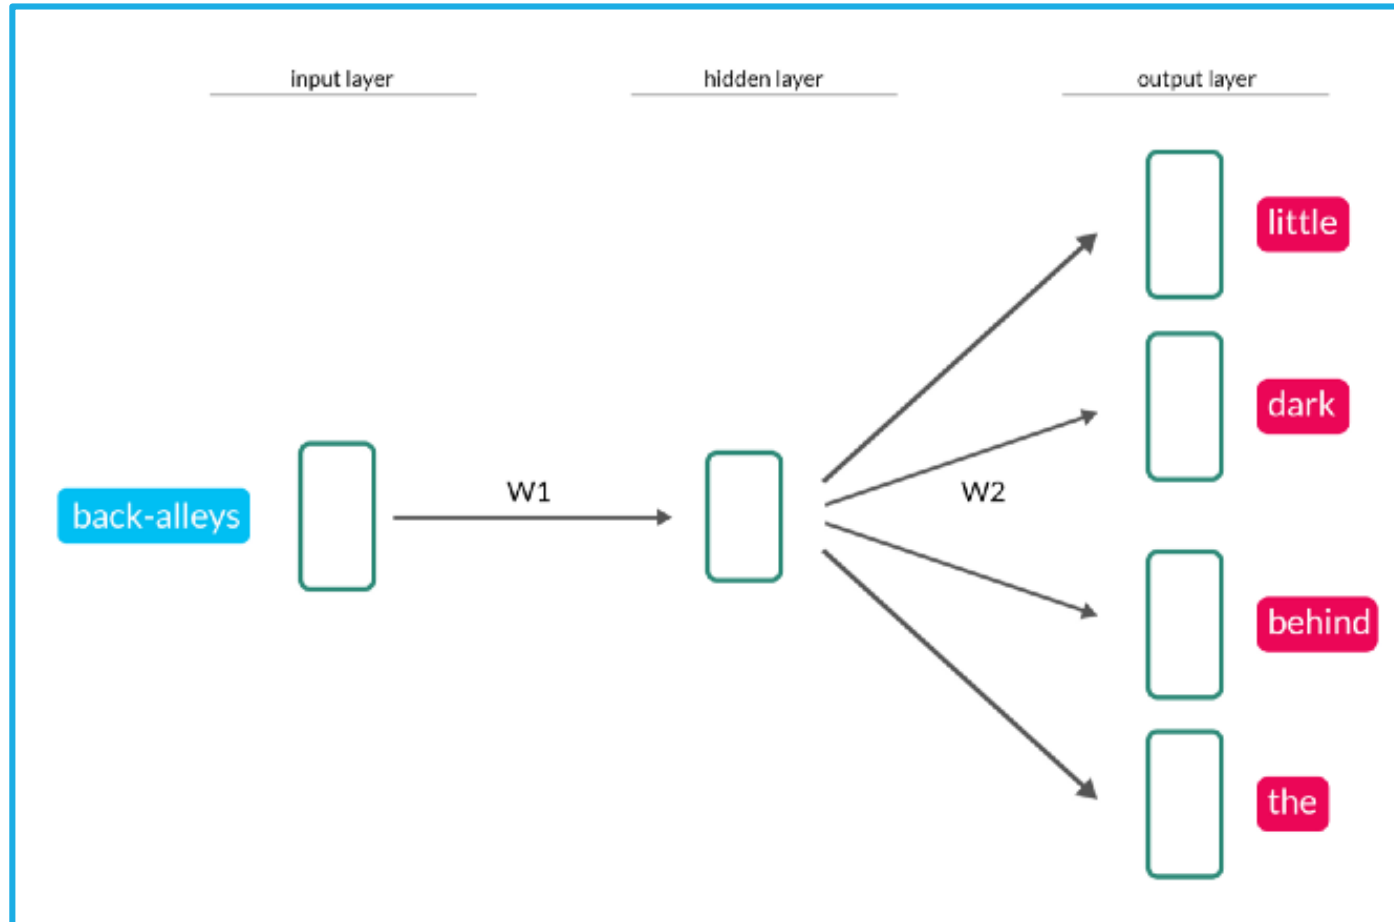 input layer
hidden layer
output layer
little
dark
W1
W2
back-alleys
behind
the